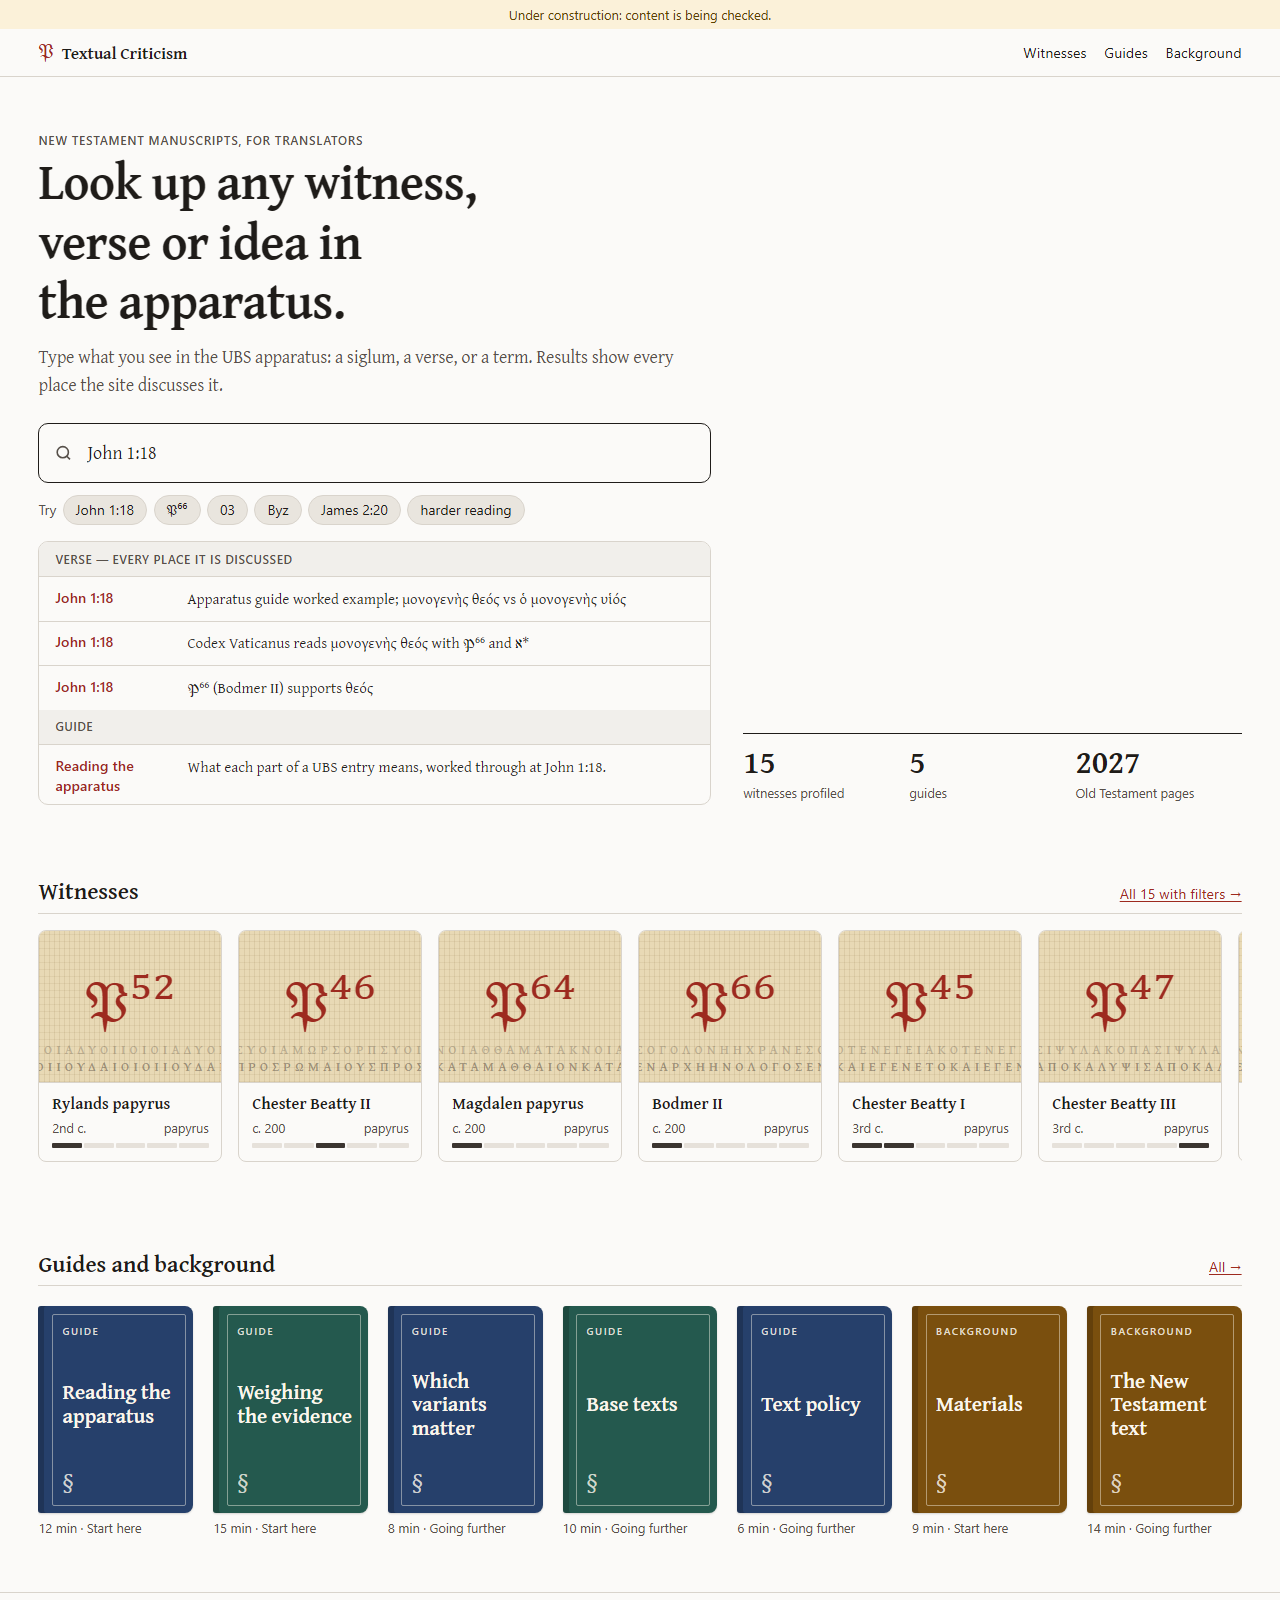 Under construction: content is being checked.
𝔓 Textual Criticism
Witnesses Guides Background
NEW TESTAMENT MANUSCRIPTS, FOR TRANSLATORS
Look up any witness,
verse or idea in
the apparatus.
Type what you see in the UBS apparatus: a siglum, a verse, or a term. Results show every
place the site discusses it.
John 1:18
Try John 1:18 𝔓⁶⁶ 03 Byz James 2:20 harder reading
VERSE — EVERY PLACE IT IS DISCUSSED
John 1:18 Apparatus guide worked example; μονογενὴς θεός vs ὁ μονογενὴς υἱός
John 1:18 Codex Vaticanus reads μονογενὴς θεός with 𝔓⁶⁶ and ℵ*
John 1:18 𝔓⁶⁶ (Bodmer II) supports θεός
GUIDE
Reading the What each part of a UBS entry means, worked through at John 1:18.
apparatus
15 5 2027
witnesses profiled guides Old Testament pages
Witnesses
All 15 with filters →
𝔓⁵²
Rylands papyrus
2nd c. papyrus
𝔓⁴⁶
Chester Beatty II
c. 200 papyrus
𝔓⁶⁴
Magdalen papyrus
c. 200 papyrus
𝔓⁶⁶
Bodmer II
c. 200 papyrus
𝔓⁴⁵
Chester Beatty I
3rd c. papyrus
𝔓⁴⁷
Chester Beatty III
3rd c. papyrus
Guides and background
All →
GUIDE
Reading the
apparatus
§
12 min · Start here
GUIDE
Weighing
the evidence
§
15 min · Start here
GUIDE
Which
variants
matter
§
8 min · Going further
GUIDE
Base texts
§
10 min · Going further
GUIDE
Text policy
§
6 min · Going further
BACKGROUND
Materials
§
9 min · Start here
BACKGROUND
The New
Testament
text
§
14 min · Going further